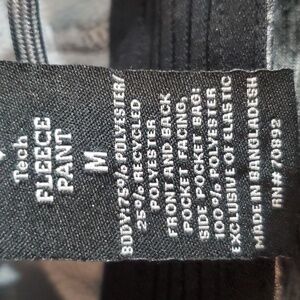 Tech
FLEECE
PANT
M
BODY: 75% POLYESTER/
25% RECYCLED
POLYESTER
FRONT AND BACK
POCKET FACING,
SIDE POCKET BAG:
100% POLYESTER
EXCLUSIVE OF ELASTIC
MADE IN BANGLADESH
RN# 70892